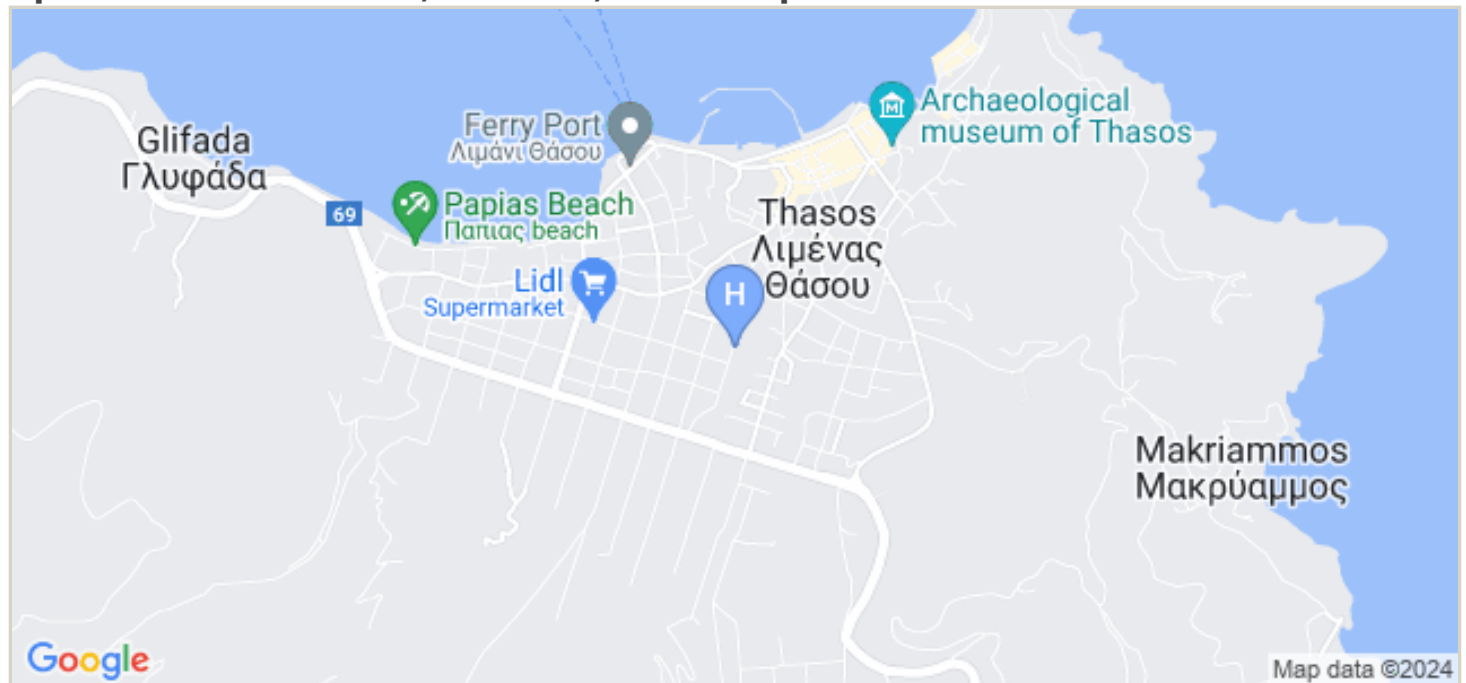 Glifada
Γλυφάδα
Ferry Port
Λιμάνι Θάσου
Archaeological
museum of Thasos
69
Papias Beach
Παπιας beach
Thasos
Λιμένας
Θάσου
Lidl
Supermarket
H
Makriammos
Μακρύαμμος
Google
Map data ©2024